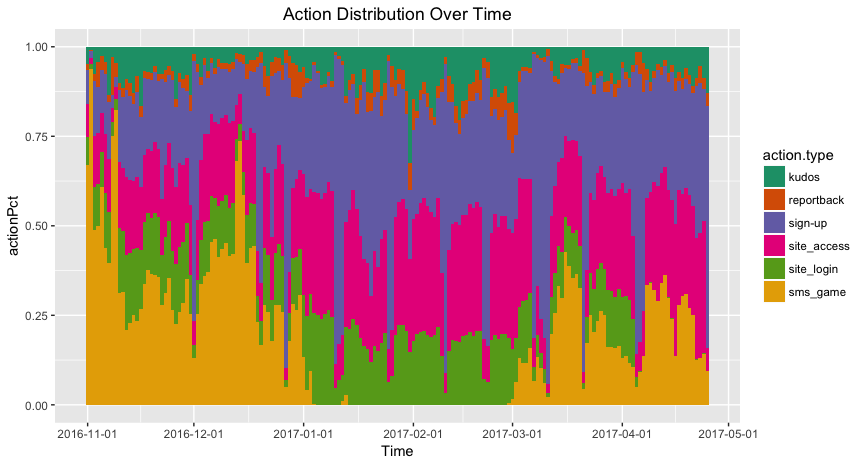 Action Distribution Over Time
1.00
0.75
0.50
0.25
0.00
actionPct
2016-11-01 2016-12-01 2017-01-01 2017-02-01 2017-03-01 2017-04-01 2017-05-01
Time
action.type
kudos
reportback
sign-up
site_access
site_login
sms_game